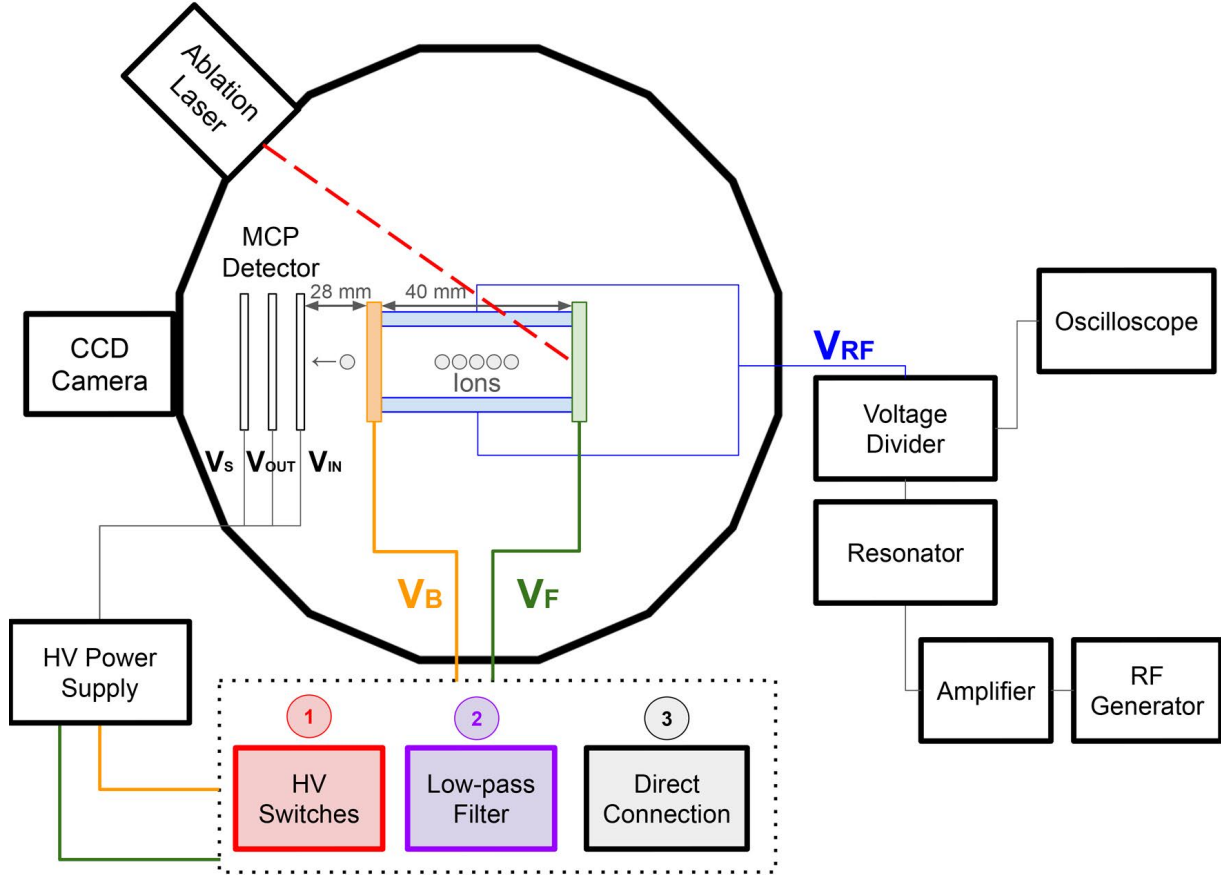 Ablation
Laser
MCP
Detector
28 mm
40 mm
CCD
Camera
Ions
VRF
Oscilloscope
Voltage
Divider
VS
VOUT
VIN
Resonator
VB
VF
HV Power
Supply
Amplifier
RF
Generator
1
2
3
HV
Switches
Low-pass
Filter
Direct
Connection